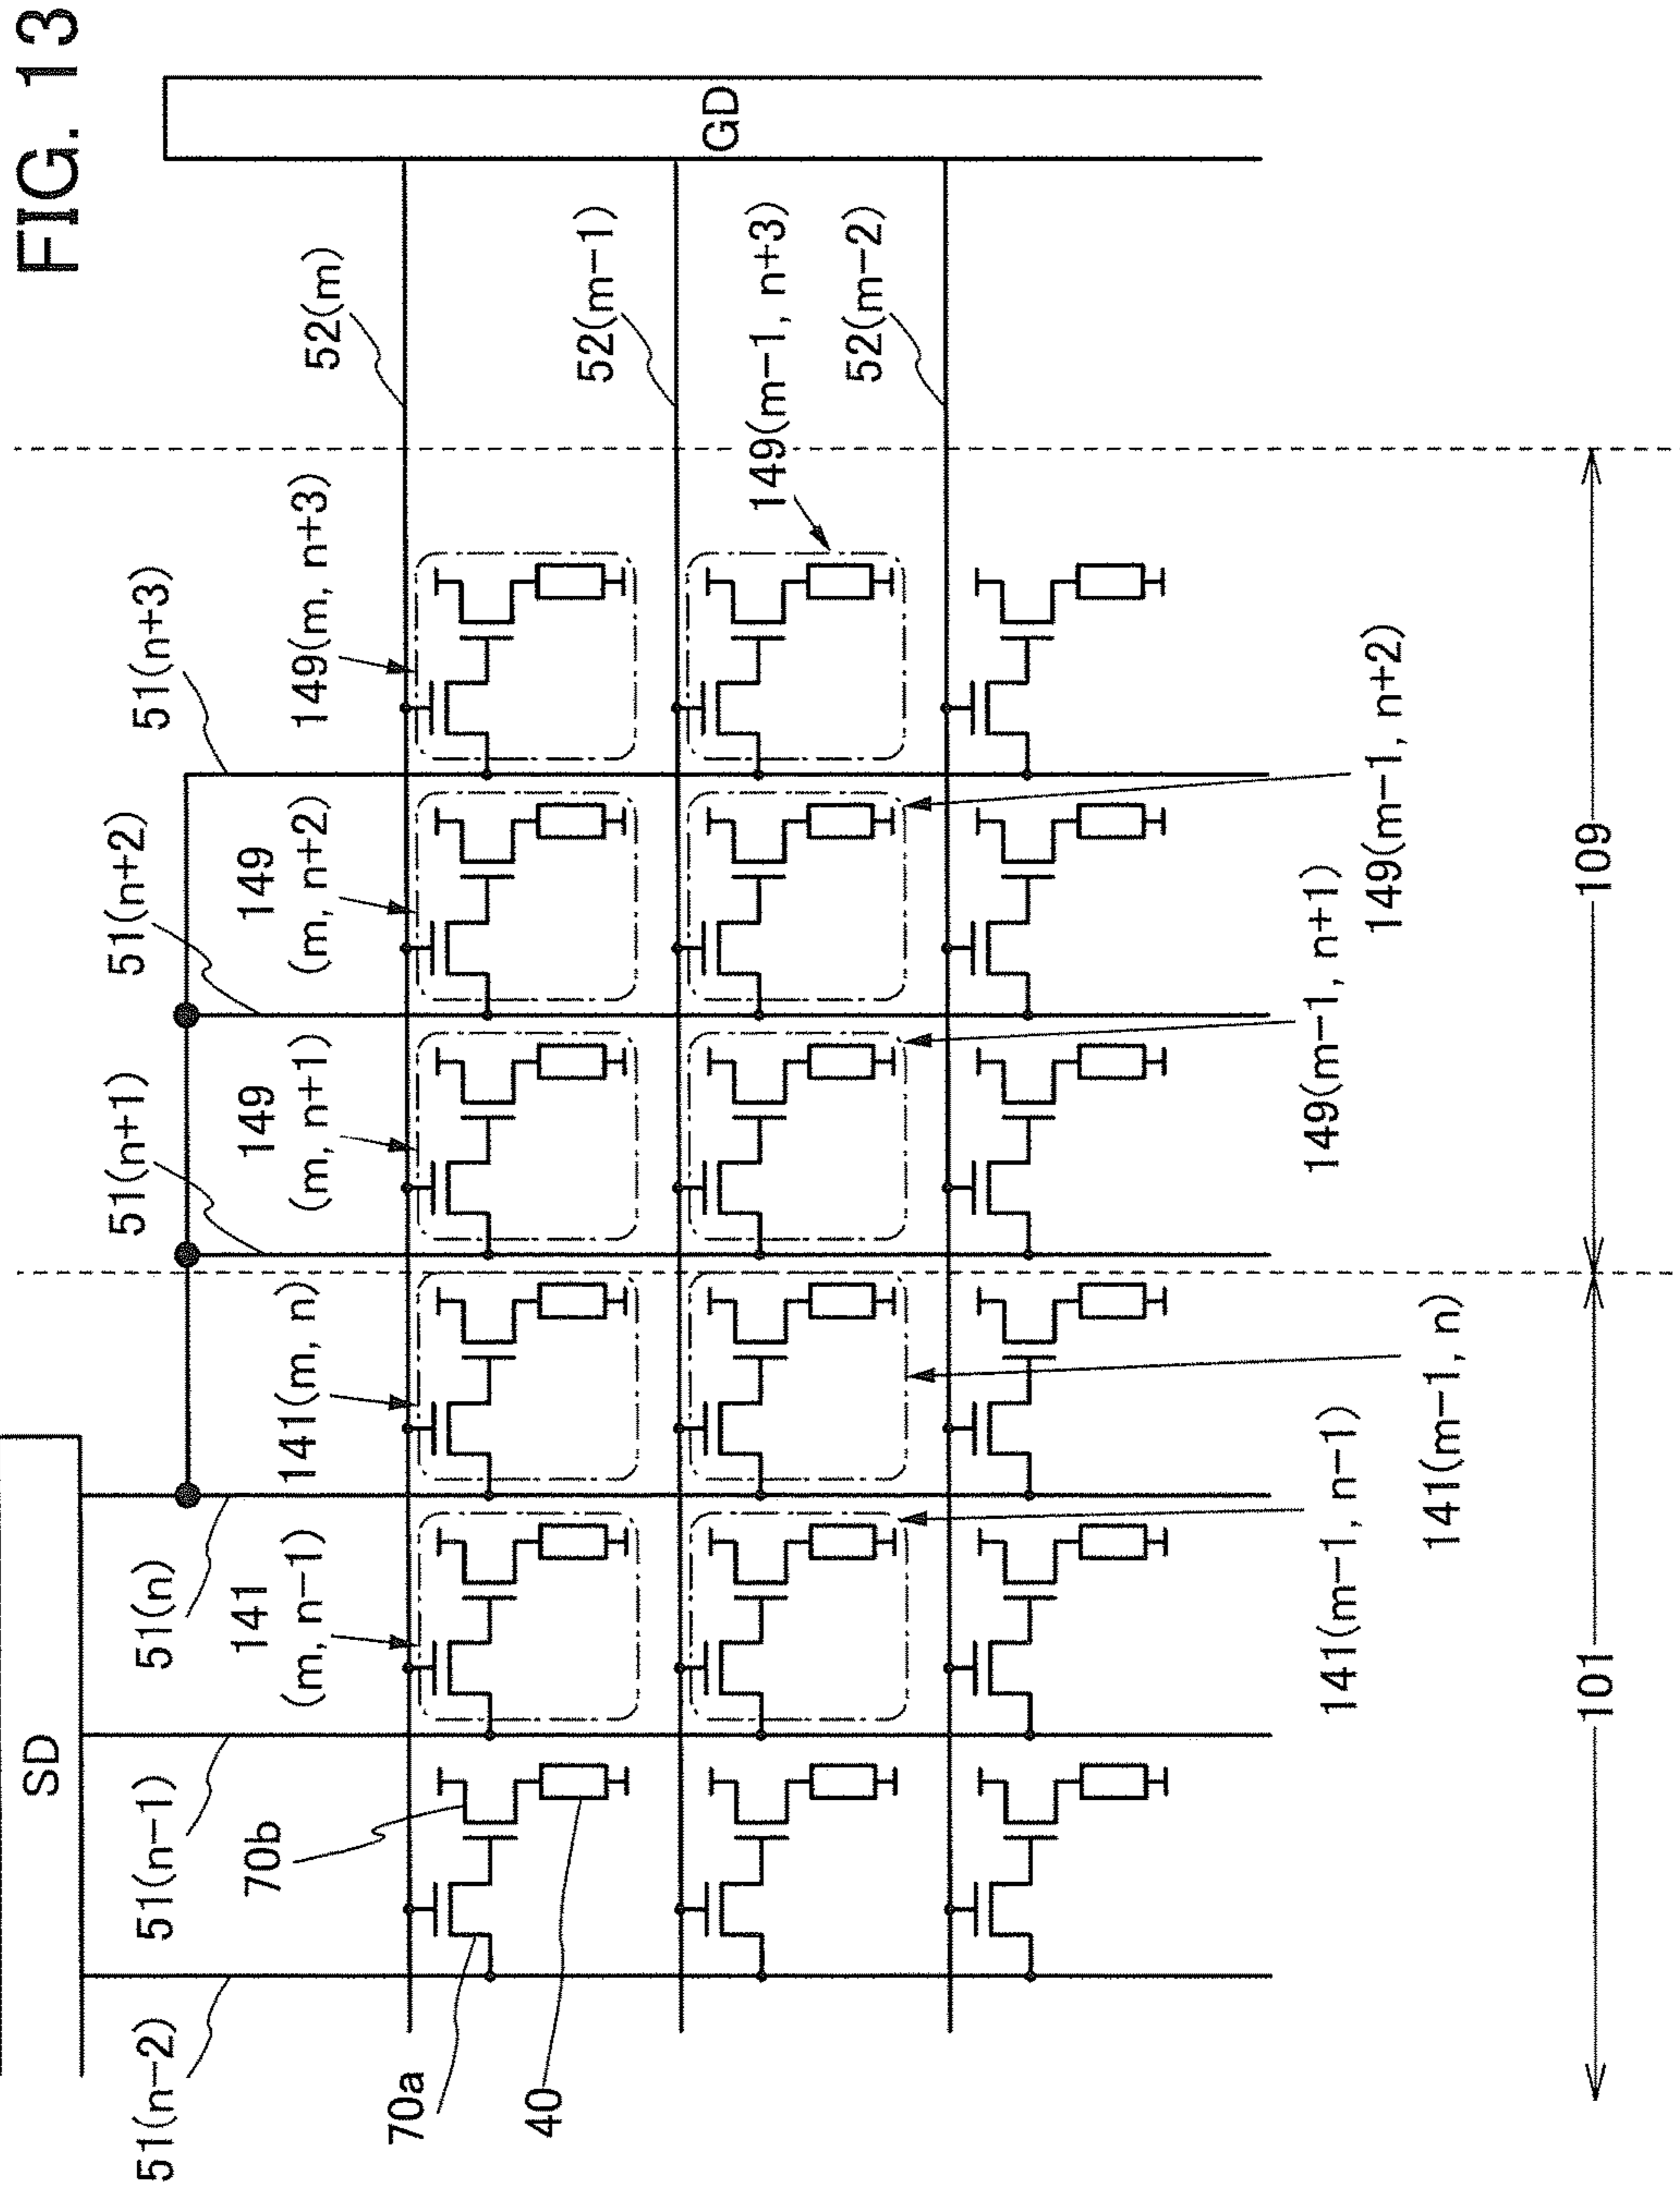 FIG. 13
SD
GD
51(n-2)
51(n-1)
51(n)
51(n+1)
51(n+2)
51(n+3)
52(m)
52(m-1)
52(m-2)
70a
70b
40
141
(m, n-1)
141(m, n)
149
(m, n+1)
149
(m, n+2)
149(m, n+3)
149(m-1, n+3)
141(m-1, n-1)
141(m-1, n)
149(m-1, n+1)
149(m-1, n+2)
101
109